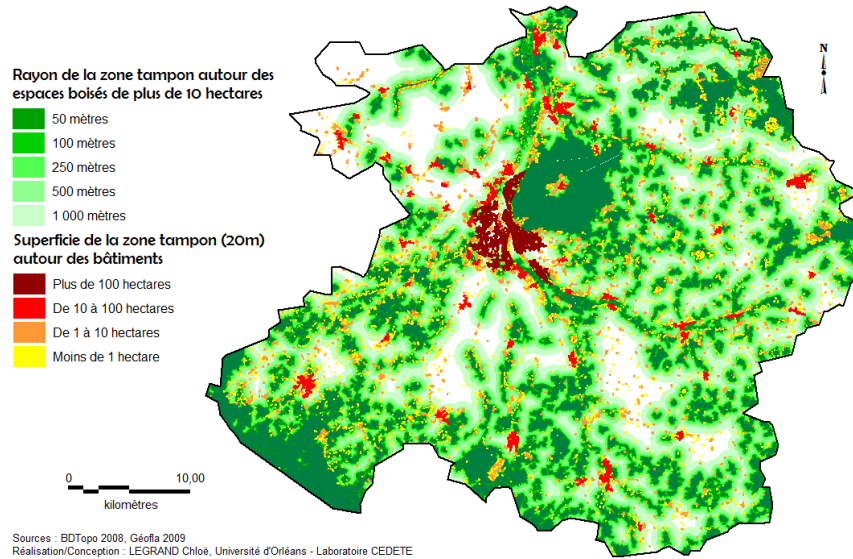 Rayon de la zone tampon autour des
espaces boisés de plus de 10 hectares
50 mètres
100 mètres
250 mètres
500 mètres
1 000 mètres
Superficie de la zone tampon (20m)
autour des bâtiments
Plus de 100 hectares
De 10 à 100 hectares
De 1 à 10 hectares
Moins de 1 hectare
N
0 10,00
kilomètres
Sources : BDTopo 2008, Géofla 2009
Réalisation/Conception : LEGRAND Chloë, Université d'Orléans - Laboratoire CEDETE